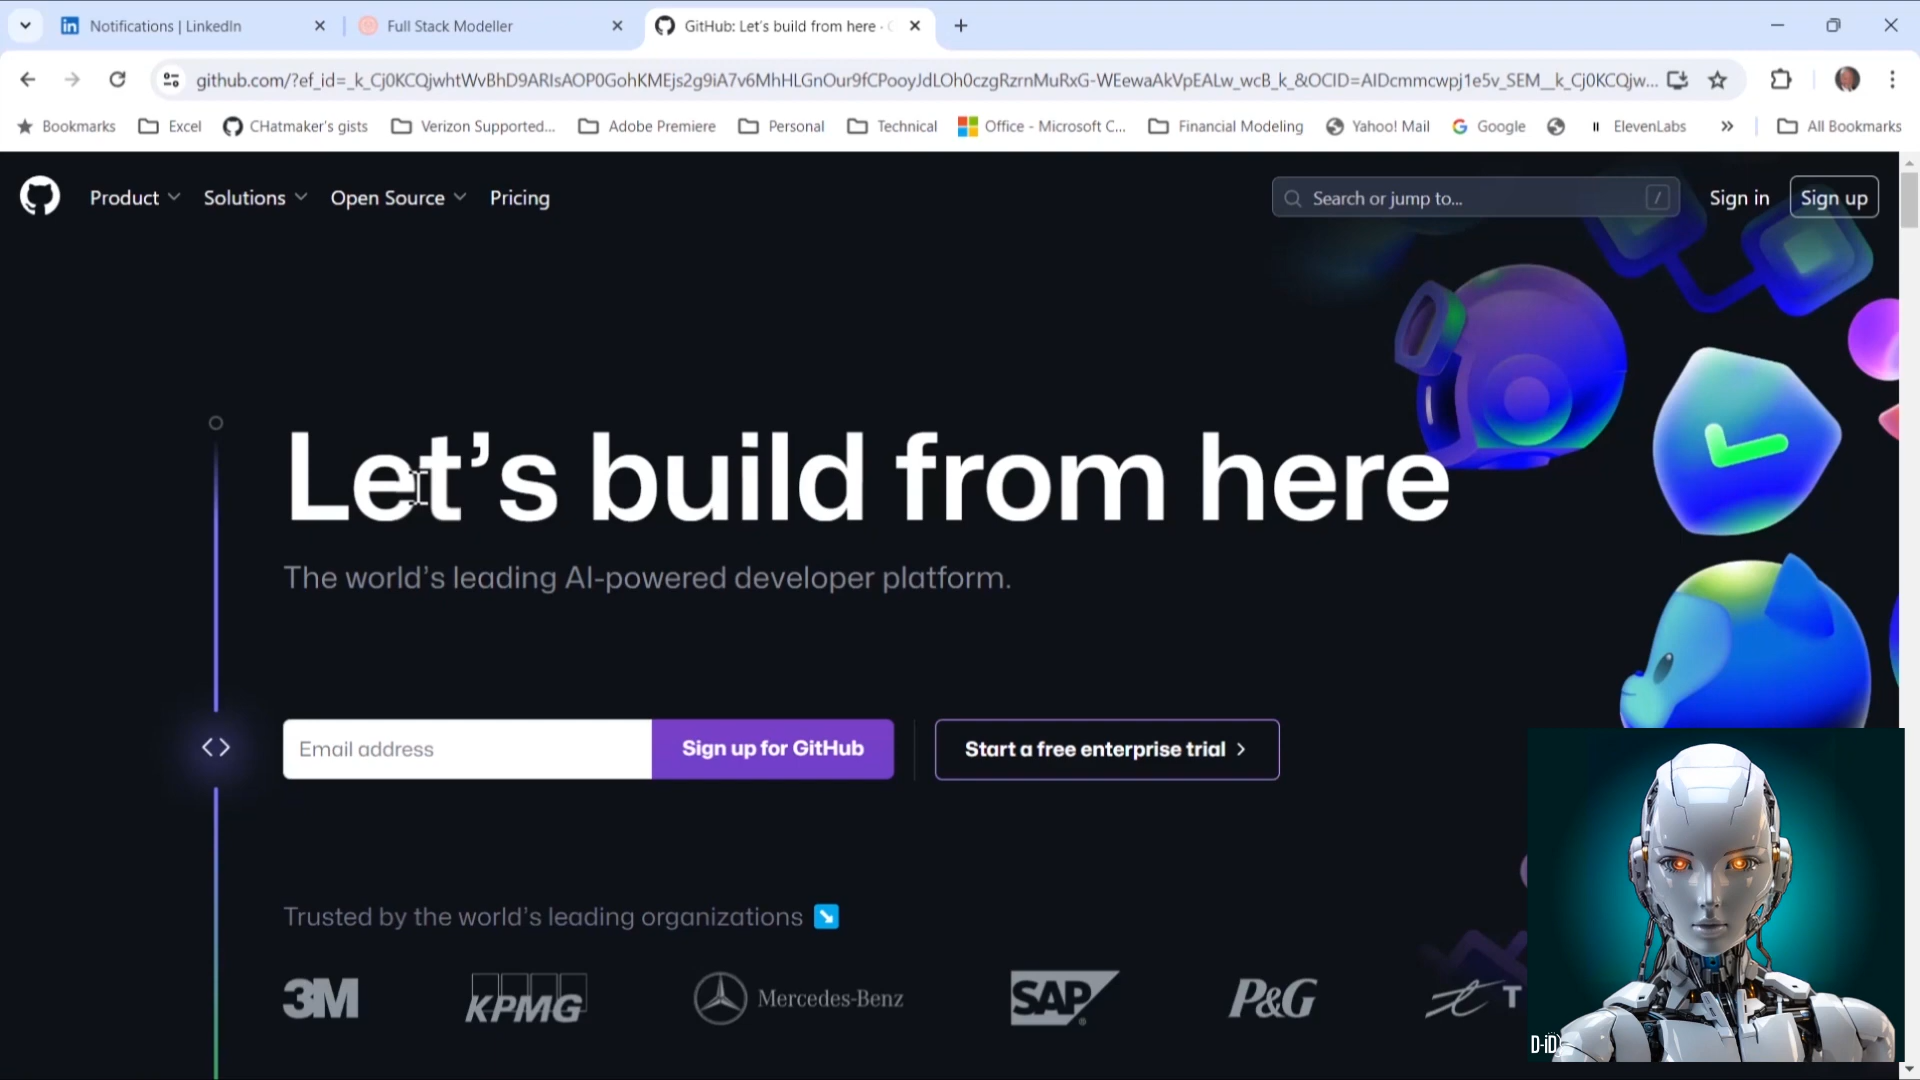 Notifications | LinkedIn
Full Stack Modeller
GitHub: Let's build from here ·
github.com/?ef_id=_k_Cj0KCQjwhtWvBhD9ARIsAOP0GohKMEjs2g9iA7v6MhHLGnOur9fCPooyJdLOh0czgRzrnMuRxG-WEewaAkVpEALw_wcB_k_&OCID=AIDcmmcwpj1e5v_SEM__k_Cj0KCQjw...
Bookmarks Excel CHatmaker's gists Verizon Supported... Adobe Premiere Personal Technical Office - Microsoft C... Financial Modeling Yahoo! Mail Google ElevenLabs » All Bookmarks
Product Solutions Open Source Pricing Search or jump to... / Sign in Sign up
Let's build from here
The world's leading AI-powered developer platform.
Email address Sign up for GitHub Start a free enterprise trial
Trusted by the world's leading organizations
3M KPMG Mercedes-Benz SAP P&G T
D-iD